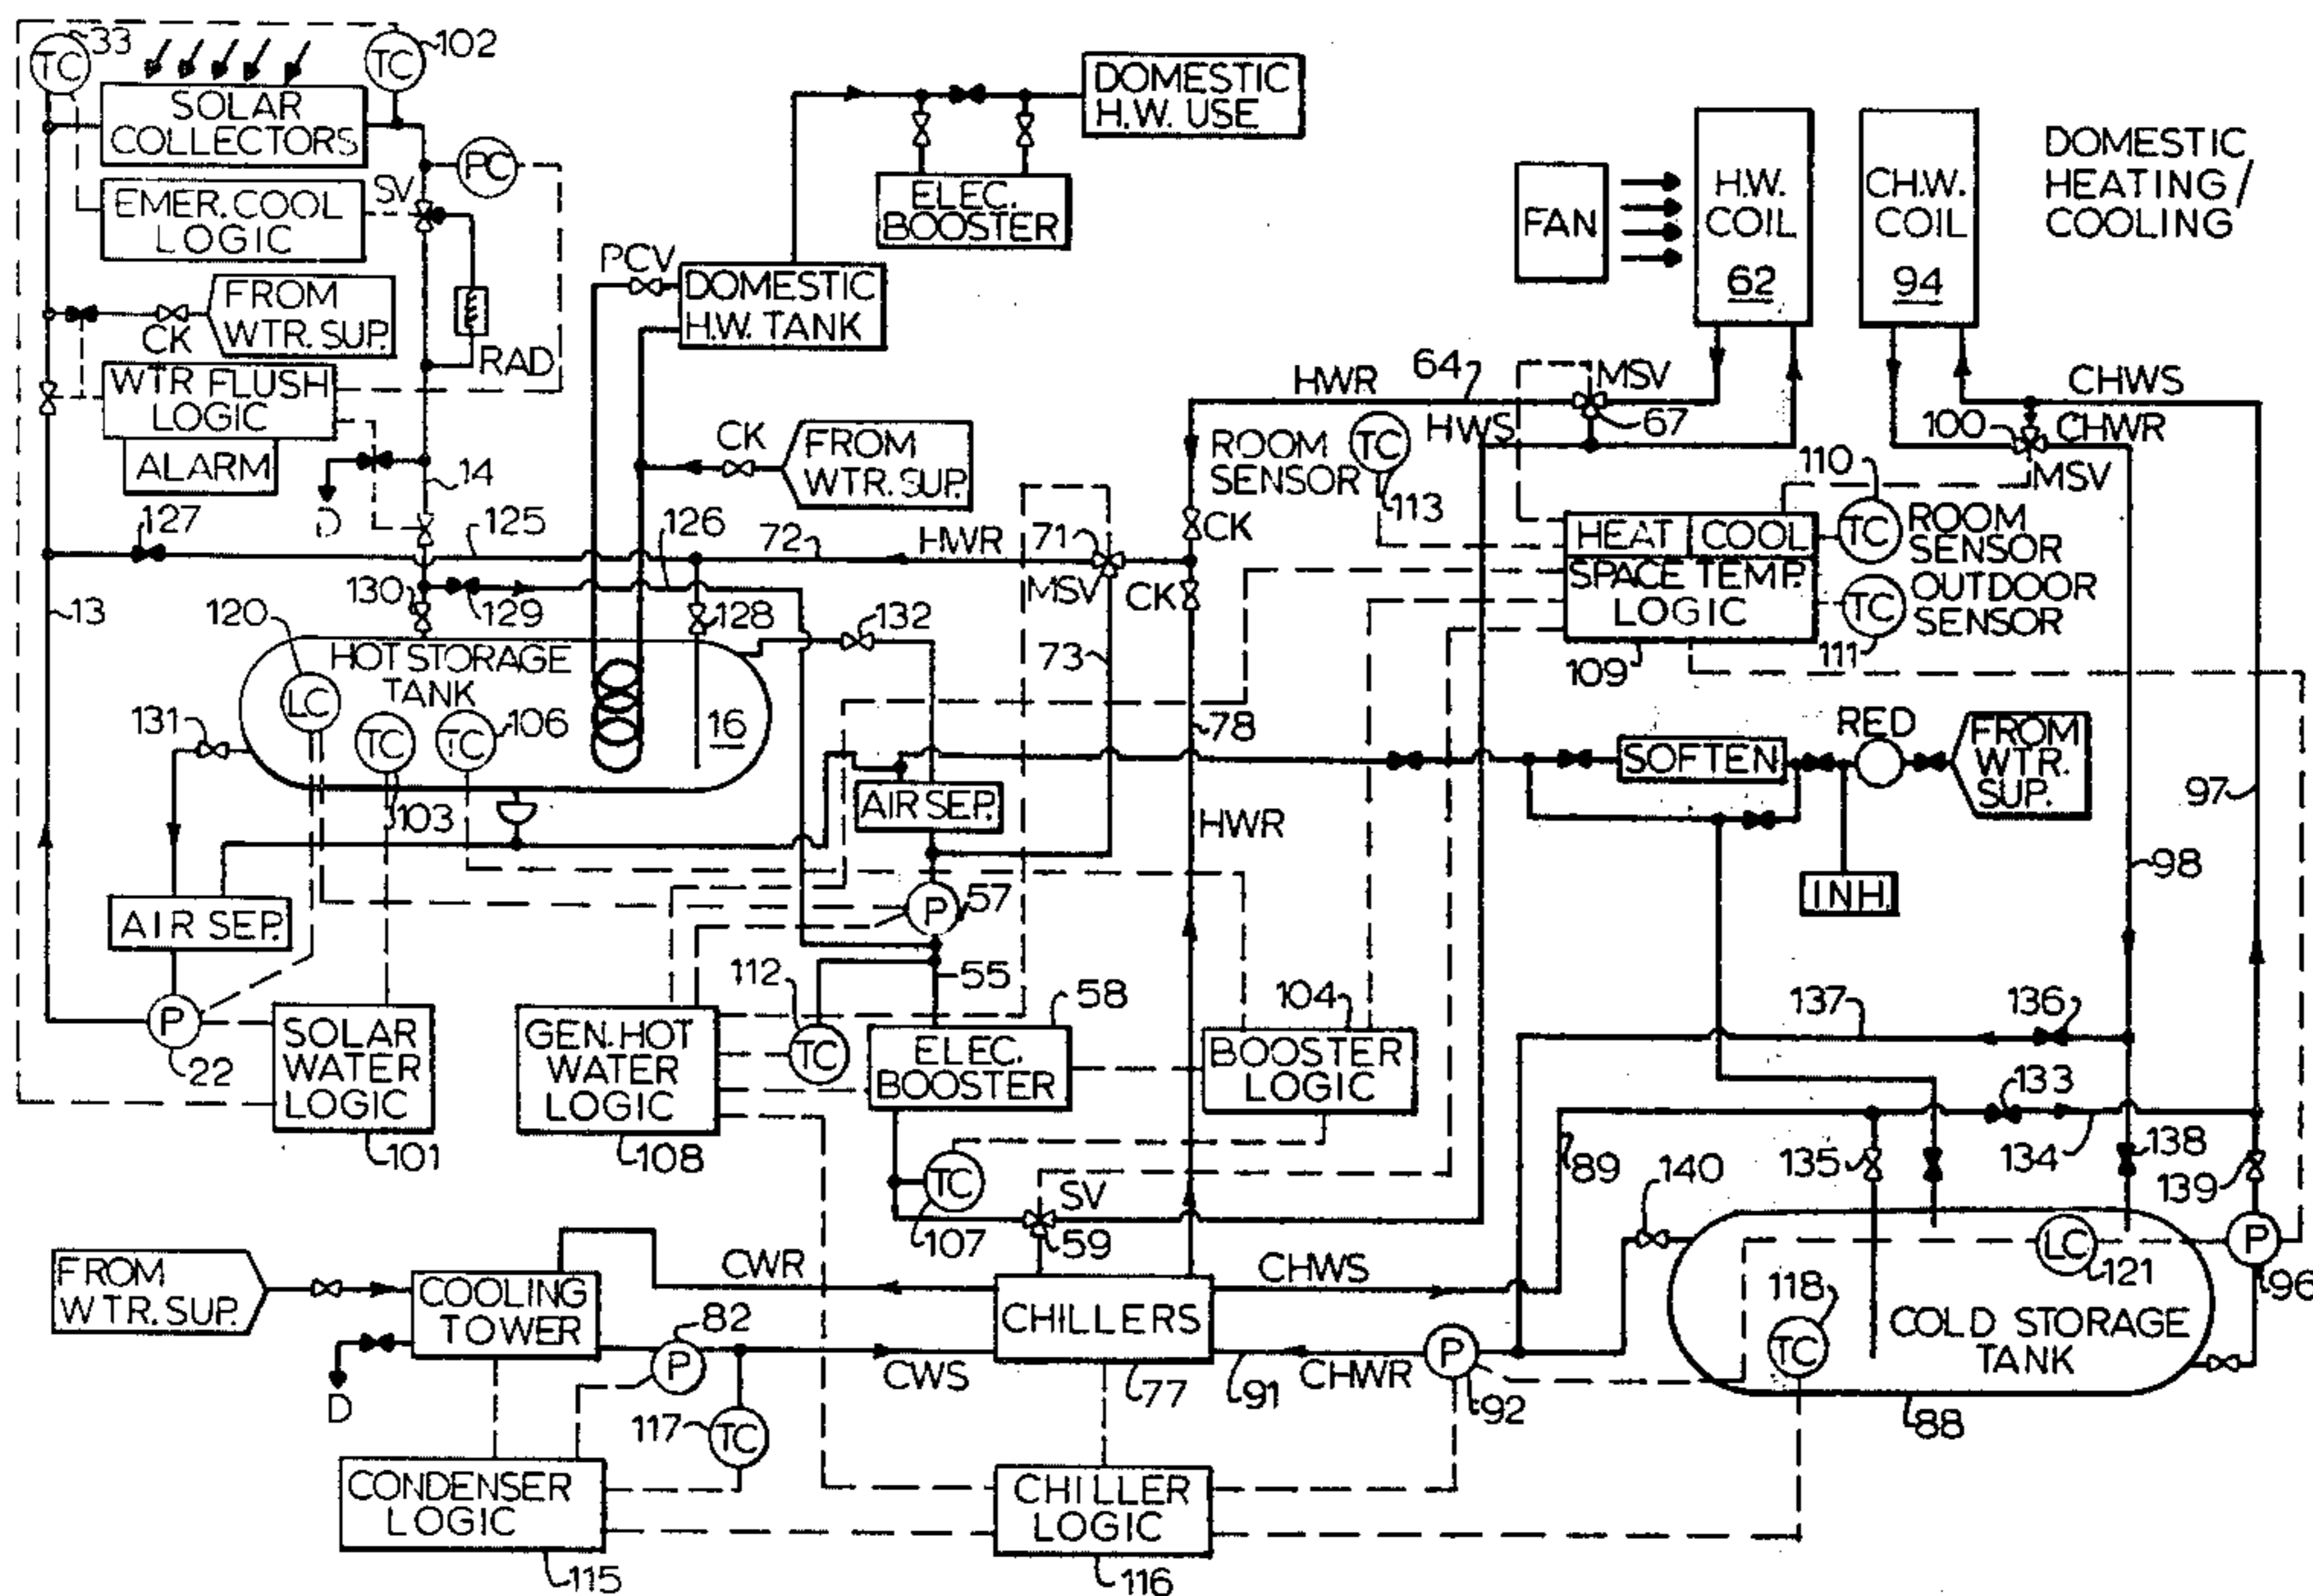 33
TC
TC
102
SOLAR
COLLECTORS
PC
EMER. COOL
LOGIC
SV
FROM
WTR. SUP.
CK
RAD
WTR FLUSH
LOGIC
ALARM
D
14
DOMESTIC
H.W. USE
ELEC.
BOOSTER
PCV
DOMESTIC
H.W. TANK
CK
FROM
WTR. SUP.
FAN
H.W.
COIL
62
CH.W.
COIL
94
DOMESTIC
HEATING/
COOLING
64
HWR
MSV
HWS
67
CHWS
100
CHWR
MSV
ROOM
SENSOR
TC
113
CK
110
HEAT
COOL
TC
ROOM
SENSOR
SPACE TEMP.
LOGIC
TC
OUTDOOR
SENSOR
109
111
127
125
126
72
HWR
71
MSV
CK
13
130
129
128
132
120
HOT STORAGE
TANK
LC
TC
TC
106
16
103
73
131
78
AIR SEP.
HWR
SOFTEN
RED
FROM
WTR.
SUP.
INH.
97
98
AIR SEP.
P
57
P
22
SOLAR
WATER
LOGIC
101
112
55
58
GEN. HOT
WATER
LOGIC
108
TC
ELEC.
BOOSTER
104
BOOSTER
LOGIC
137
136
133
134
138
139
89
135
140
TC
107
SV
59
FROM
WTR. SUP.
COOLING
TOWER
CWR
CHWS
CHILLERS
82
P
CWS
77
91
CHWR
P
92
D
117
TC
118
TC
LC
121
P
96
COLD STORAGE
TANK
88
CONDENSER
LOGIC
115
CHILLER
LOGIC
116